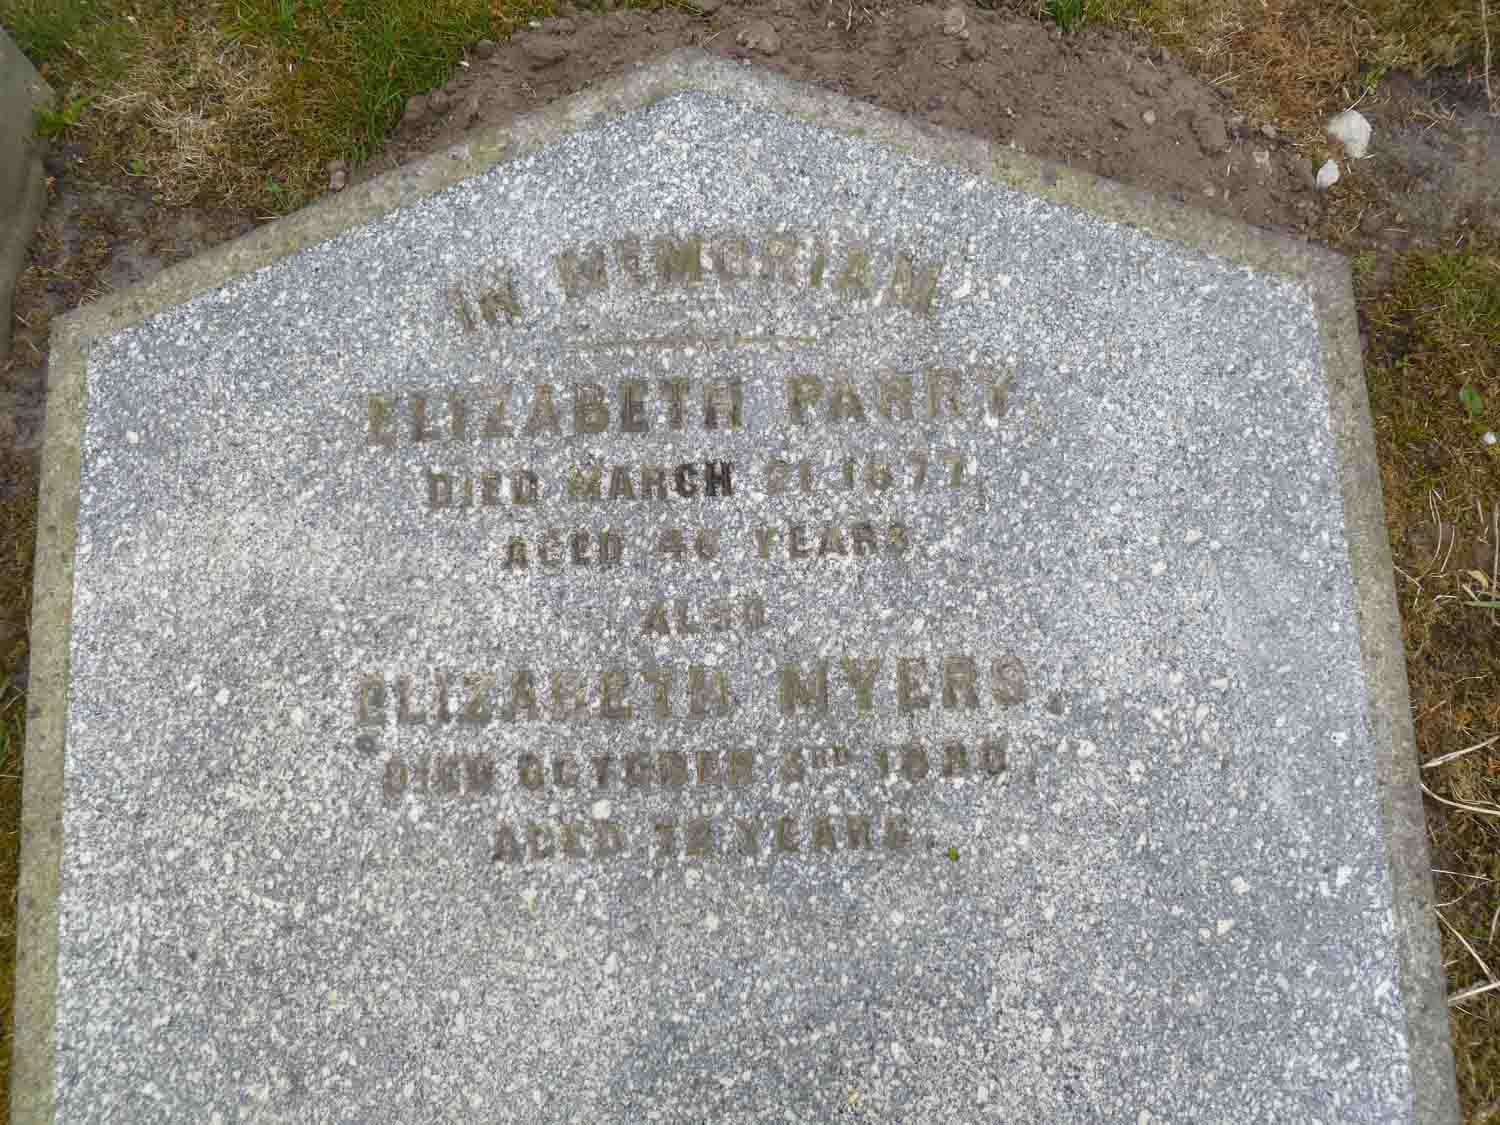 IN MEMORIAM
ELIZABETH PARRY,
DIED MARCH 21, 1877,
AGED 46 YEARS.
ALSO
ELIZABETH MYERS,
DIED OCTOBER 3RD 1880,
AGED YEARS.